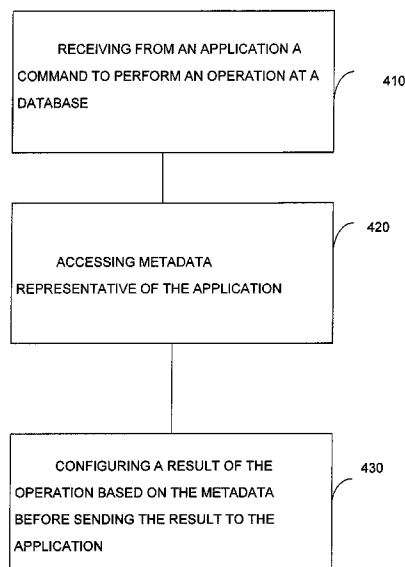 RECEIVING FROM AN APPLICATION A
COMMAND TO PERFORM AN OPERATION AT A
DATABASE
410
420
ACCESSING METADATA
REPRESENTATIVE OF THE APPLICATION
CONFIGURING A RESULT OF THE
430
OPERATION BASED ON THE METADATA
BEFORE SENDING THE RESULT TO THE
APPLICATION